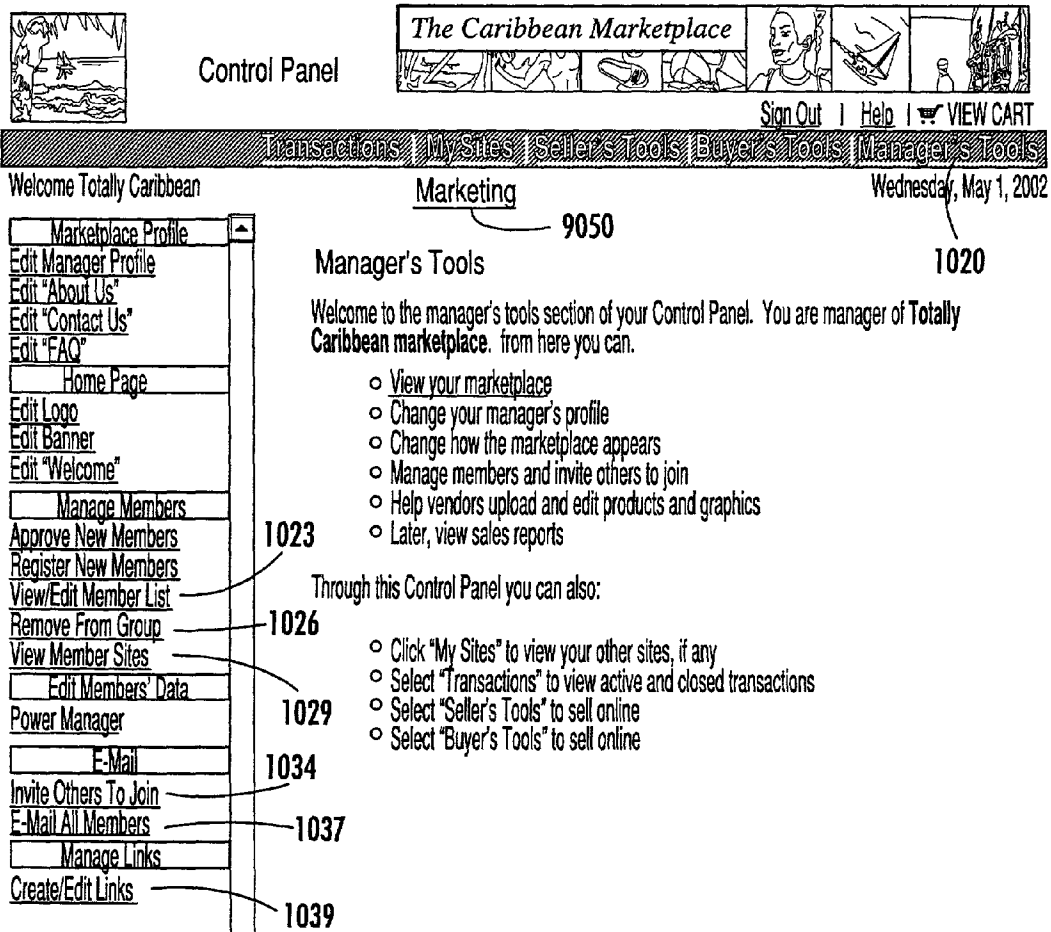 The Caribbean Marketplace
Control Panel
Sign Out | Help | VIEW CART
Transactions | My Sites | Seller's Tools | Buyer's Tools | Manager's Tools
Welcome Totally Caribbean
Marketing
Wednesday, May 1, 2002
9050
1020
Marketplace Profile
Edit Manager Profile
Edit "About Us"
Edit "Contact Us"
Edit "FAQ"
Home Page
Edit Logo
Edit Banner
Edit "Welcome"
Manage Members
Approve New Members
1023
Register New Members
View/Edit Member List
Remove From Group
1026
View Member Sites
Edit Members' Data
1029
Power Manager
E-Mail
1034
Invite Others To Join
E-Mail All Members
1037
Manage Links
Create/Edit Links
1039
Manager's Tools
Welcome to the manager's tools section of your Control Panel. You are manager of Totally
Caribbean marketplace. from here you can.
o View your marketplace
o Change your manager's profile
o Change how the marketplace appears
o Manage members and invite others to join
o Help vendors upload and edit products and graphics
o Later, view sales reports
Through this Control Panel you can also:
o Click "My Sites" to view your other sites, if any
o Select "Transactions" to view active and closed transactions
o Select "Seller's Tools" to sell online
o Select "Buyer's Tools" to sell online